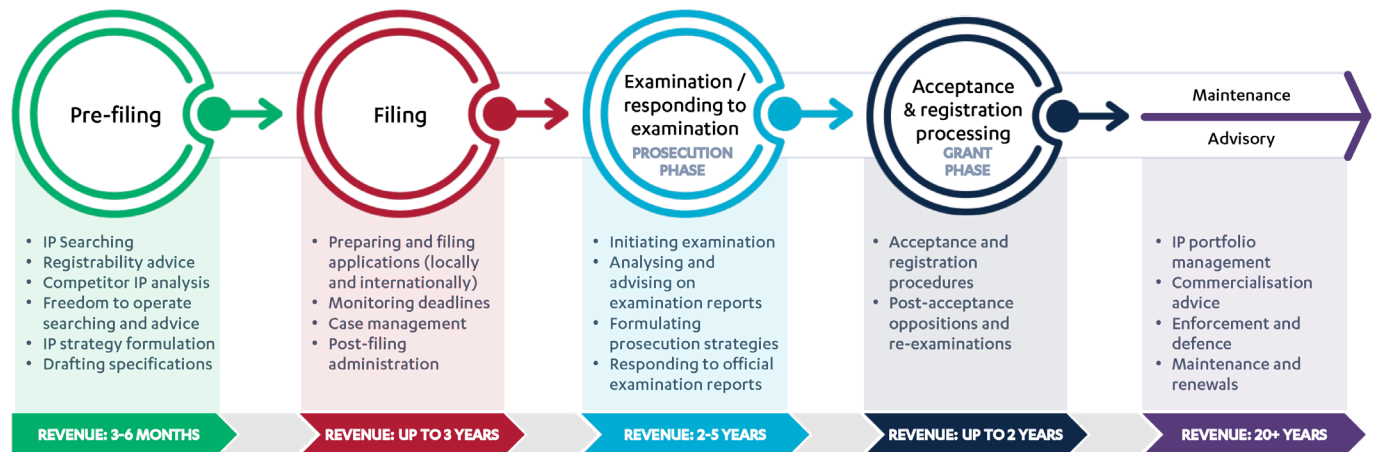 Pre-filing
Filing
Examination /
responding to
examination
PROSECUTION
PHASE
Acceptance
& registration
processing
GRANT
PHASE
Maintenance
Advisory
• IP Searching
• Registrability advice
• Competitor IP analysis
• Freedom to operate
searching and advice
• IP strategy formulation
• Drafting specifications
• Preparing and filing
applications (locally
and internationally)
• Monitoring deadlines
• Case management
• Post-filing
administration
• Initiating examination
• Analysing and
advising on
examination reports
• Formulating
prosecution strategies
• Responding to official
examination reports
• Acceptance and
registration
procedures
• Post-acceptance
oppositions and
re-examinations
• IP portfolio
management
• Commercialisation
advice
• Enforcement and
defence
• Maintenance and
renewals
REVENUE: 3-6 MONTHS
REVENUE: UP TO 3 YEARS
REVENUE: 2-5 YEARS
REVENUE: UP TO 2 YEARS
REVENUE: 20+ YEARS